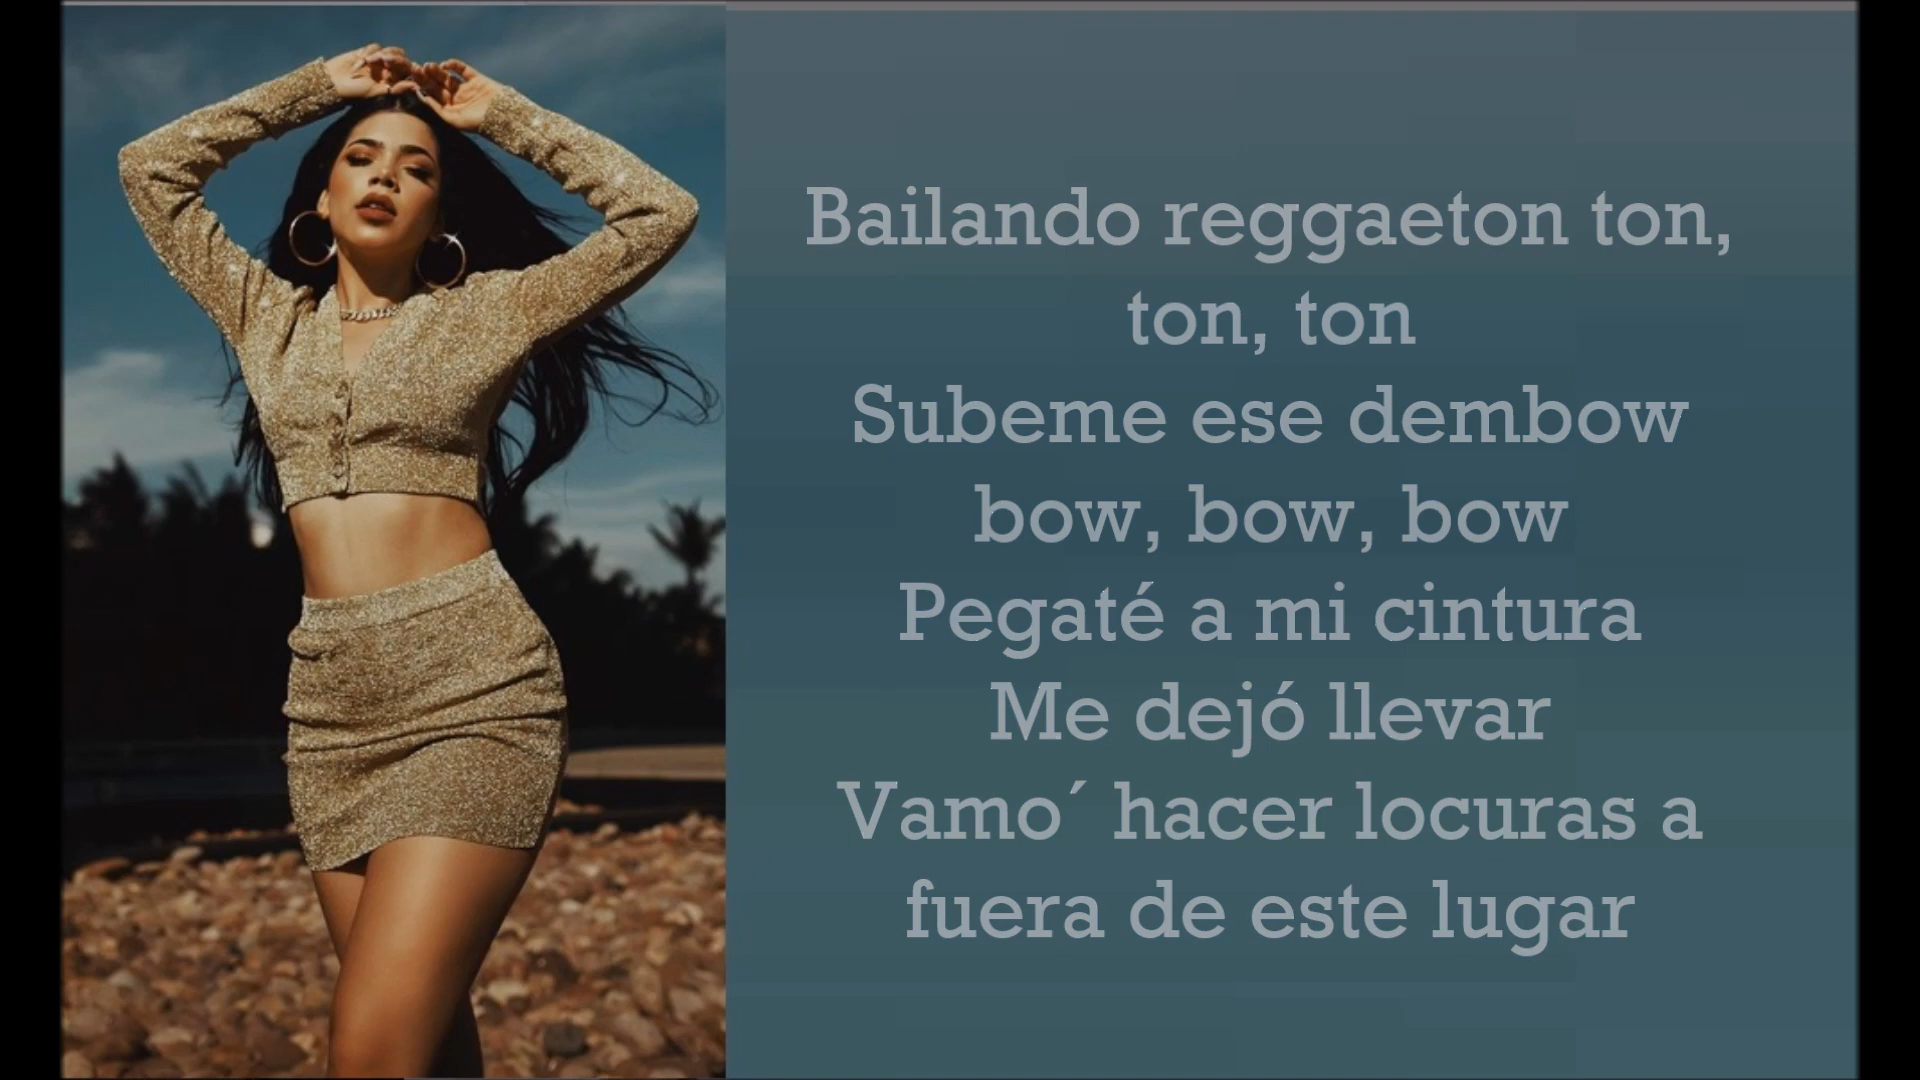 Bailando reggaeton ton,
ton, ton
Subeme ese dembow
bow, bow, bow
Pegaté a mi cintura
Me dejó llevar
Vamo´ hacer locuras a
fuera de este lugar